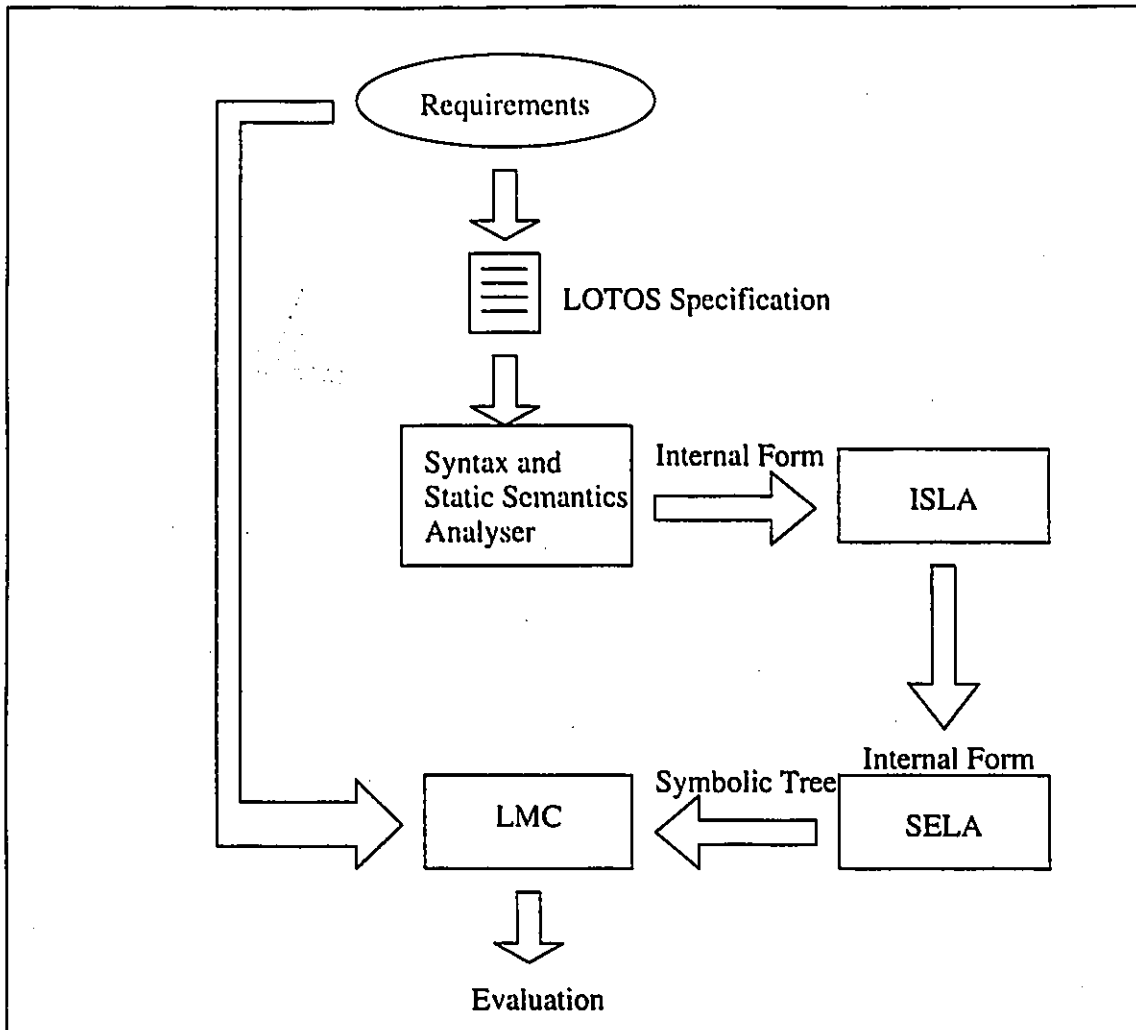 Requirements
LOTOS Specification
Syntax and
Static Semantics
Analyser
Internal Form
ISLA
Internal Form
Symbolic Tree
LMC
SELA
Evaluation